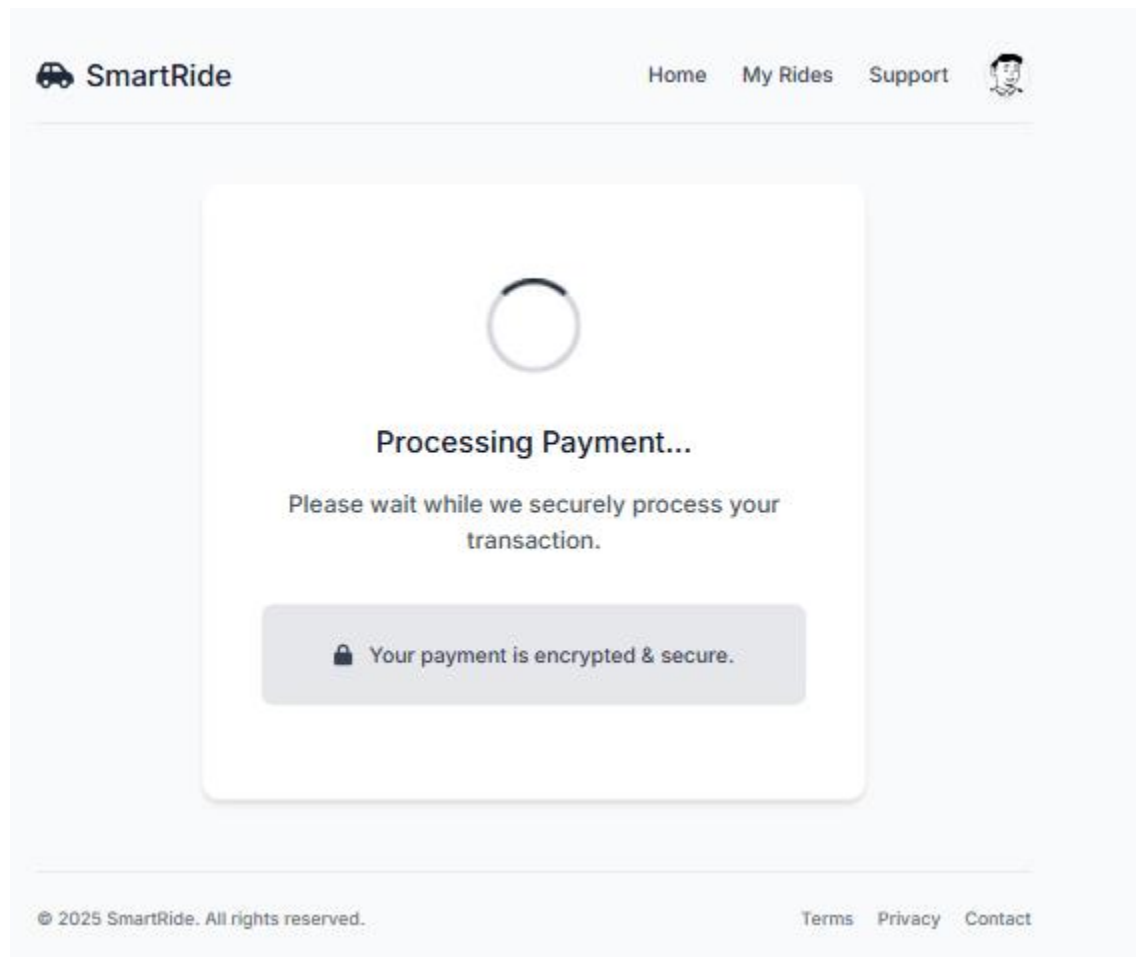 SmartRide
Home My Rides Support
Processing Payment...
Please wait while we securely process your
transaction.
Your payment is encrypted & secure.
© 2025 SmartRide. All rights reserved.
Terms Privacy Contact